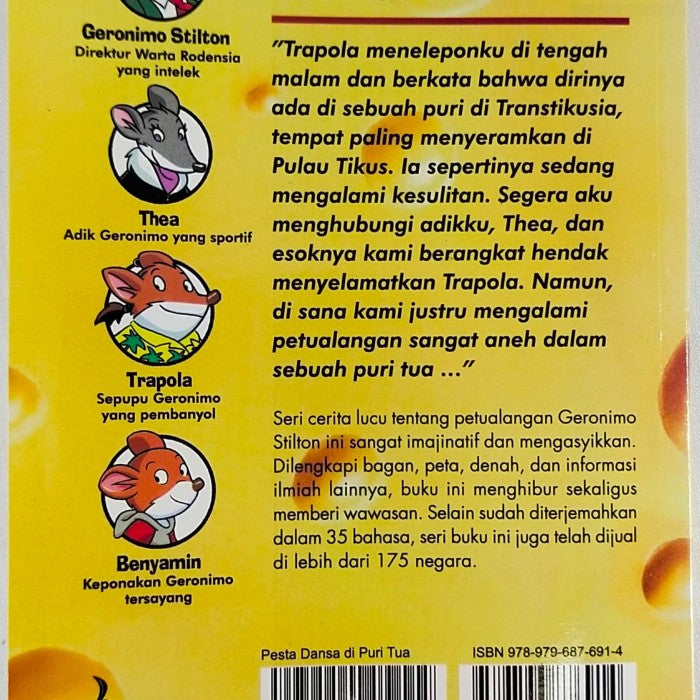 Geronimo Stilton
Direktur Warta Rodensia
yang intelek
Thea
Adik Geronimo yang sportif
Trapola
Sepupu Geronimo
yang pembanyol
Benyamin
Keponakan Geronimo
tersayang
"Trapola meneleponku di tengah
malam dan berkata bahwa dirinya
ada di sebuah puri di Transtikusia,
tempat paling menyeramkan di
Pulau Tikus. Ia sepertinya sedang
mengalami kesulitan. Segera aku
menghubungi adikku, Thea, dan
esoknya kami berangkat hendak
menyelamatkan Trapola. Namun,
di sana kami justru mengalami
petualangan sangat aneh dalam
sebuah puri tua ..."
Seri cerita lucu tentang petualangan Geronimo
Stilton ini sangat imajinatif dan mengasyikkan.
Dilengkapi bagan, peta, denah, dan informasi
ilmiah lainnya, buku ini menghibur sekaligus
memberi wawasan. Selain sudah diterjemahkan
dalam 35 bahasa, seri buku ini juga telah dijual
di lebih dari 175 negara.
Pesta Dansa di Puri Tua
ISBN 978-979-687-691-4